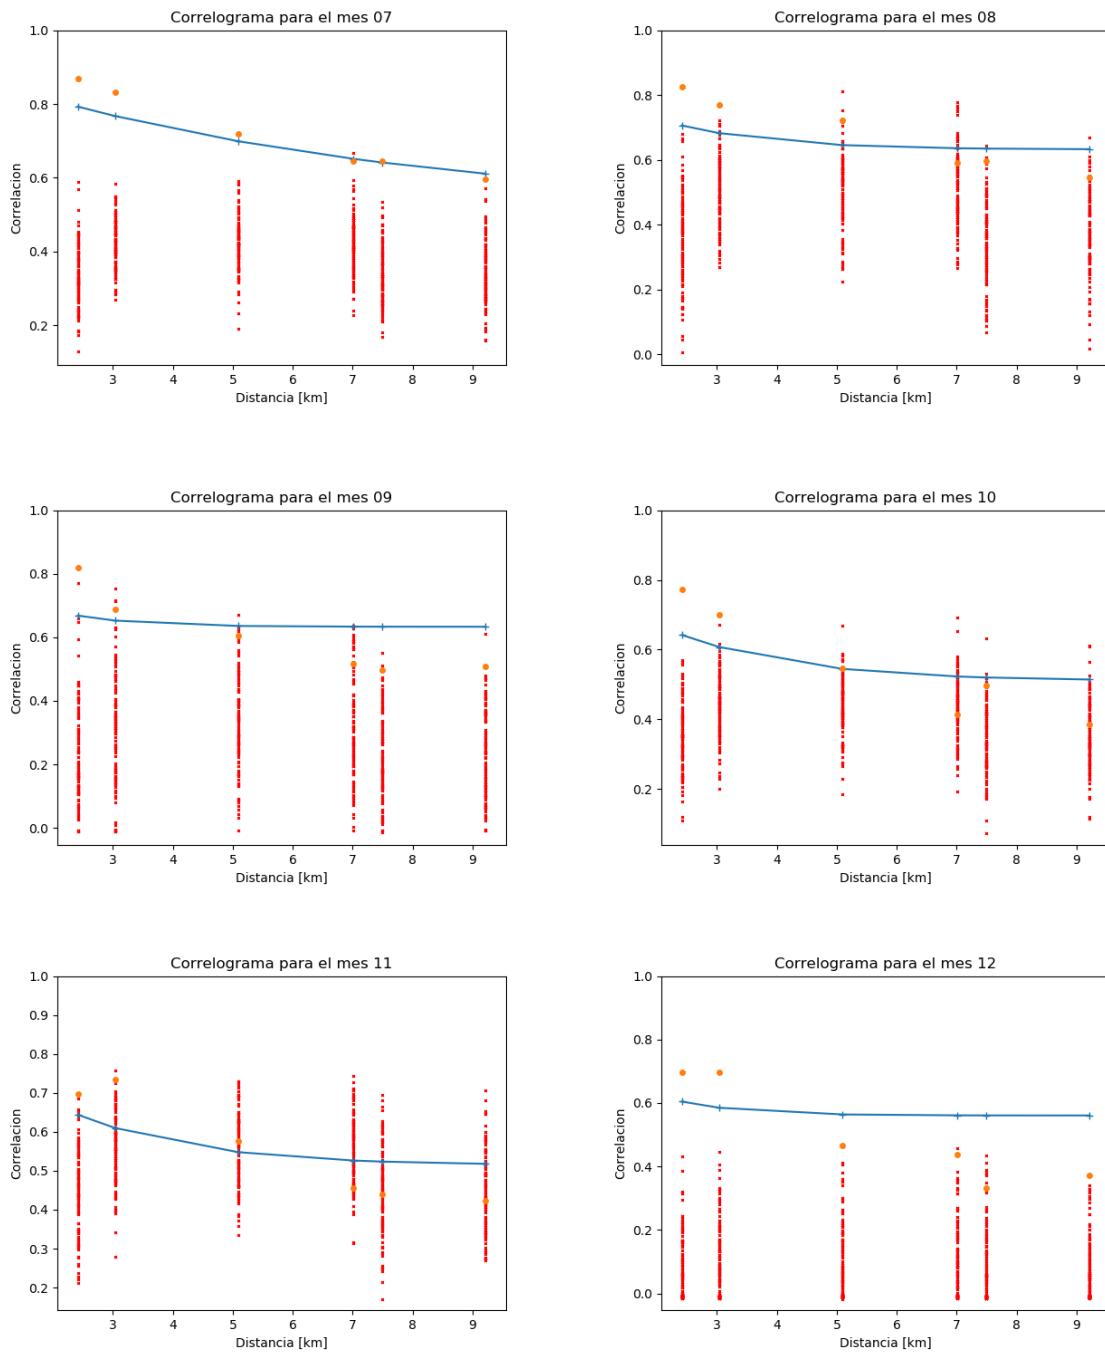 Correlograma para el mes 07
1.0
0.8
0.6
0.4
0.2
Correlacion
3 4 5 6 7 8 9
Distancia [km]
Correlograma para el mes 08
1.0
0.8
0.6
0.4
0.2
0.0
Correlacion
3 4 5 6 7 8 9
Distancia [km]
Correlograma para el mes 09
1.0
0.8
0.6
0.4
0.2
0.0
Correlacion
3 4 5 6 7 8 9
Distancia [km]
Correlograma para el mes 10
1.0
0.8
0.6
0.4
0.2
Correlacion
3 4 5 6 7 8 9
Distancia [km]
Correlograma para el mes 11
1.0
0.9
0.8
0.7
0.6
0.5
0.4
0.3
0.2
Correlacion
3 4 5 6 7 8 9
Distancia [km]
Correlograma para el mes 12
1.0
0.8
0.6
0.4
0.2
0.0
Correlacion
3 4 5 6 7 8 9
Distancia [km]